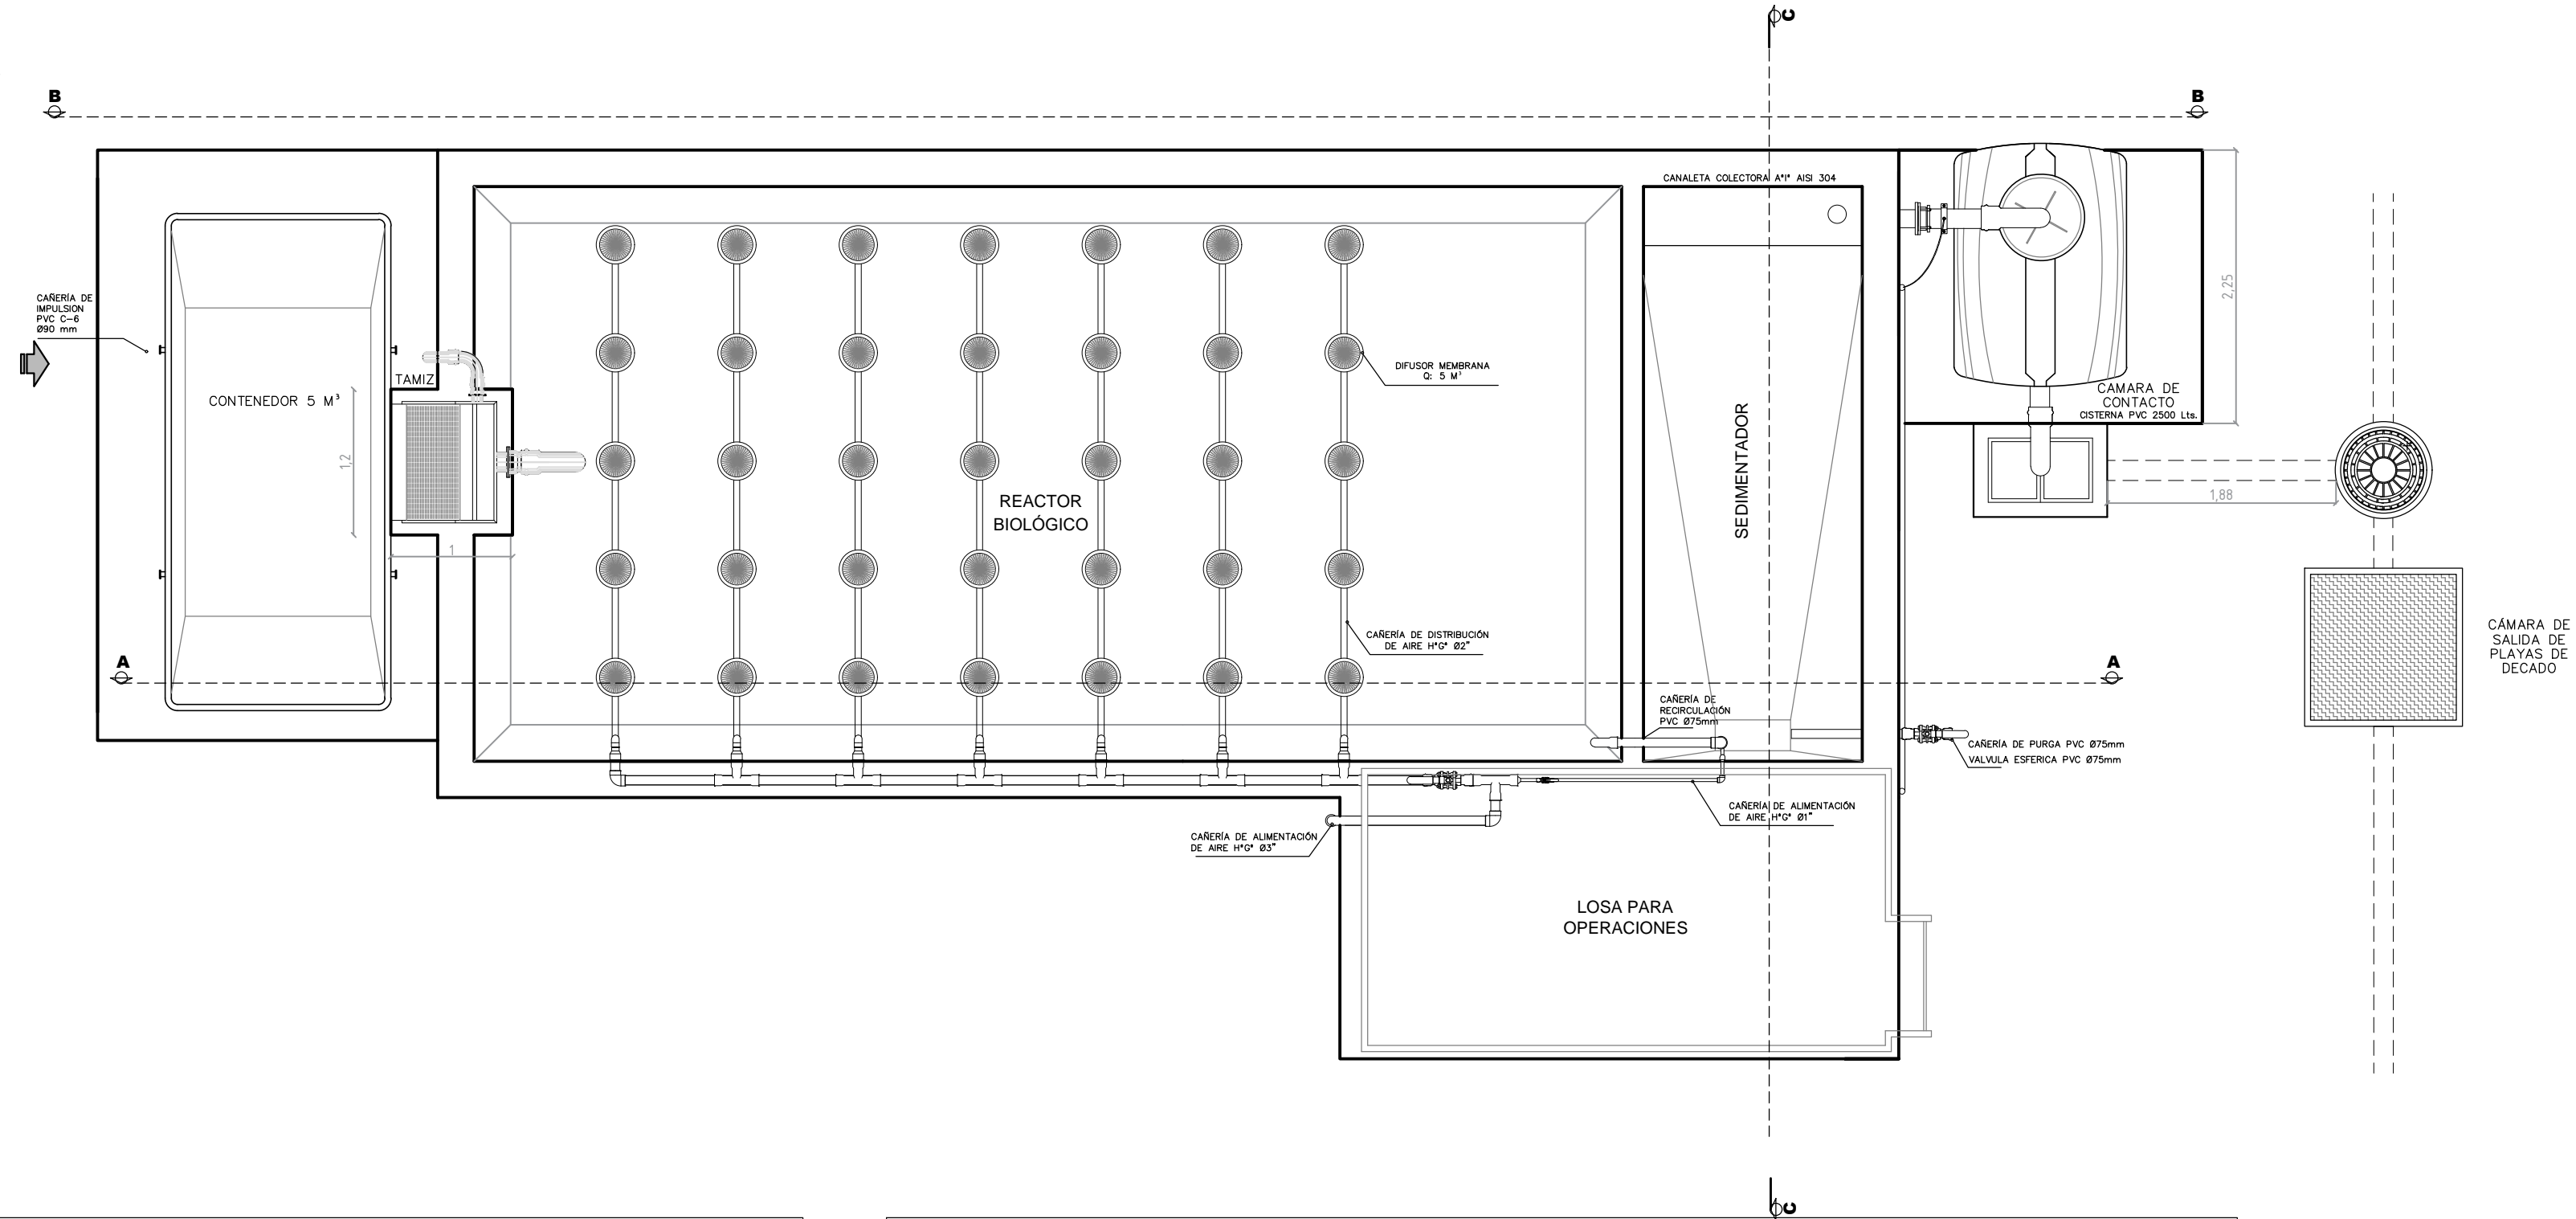 C
B
B
CANALETA COLECTORA A°I° AISI 304
CAÑERÍA DE
IMPULSION
PVC C-6
Ø90 mm
2,25
TAMIZ
CONTENEDOR 5 M³
DIFUSOR MEMBRANA
Q: 5 M³
CAMARA DE
CONTACTO
CISTERNA PVC 2500 Lts.
1,2
SEDIMENTADOR
REACTOR
BIOLÓGICO
1,88
1
CAÑERÍA DE DISTRIBUCIÓN
DE AIRE H°G° Ø2"
CÁMARA DE
SALIDA DE
PLAYAS DE
DECADO
A
A
CAÑERÍA DE
RECIRCULACIÓN
PVC Ø75mm
CAÑERÍA DE PURGA PVC Ø75mm
VALVULA ESFERICA PVC Ø75mm
CAÑERÍA DE ALIMENTACIÓN
DE AIRE H°G° Ø1"
CAÑERÍA DE ALIMENTACIÓN
DE AIRE H°G° Ø3"
LOSA PARA
OPERACIONES
C